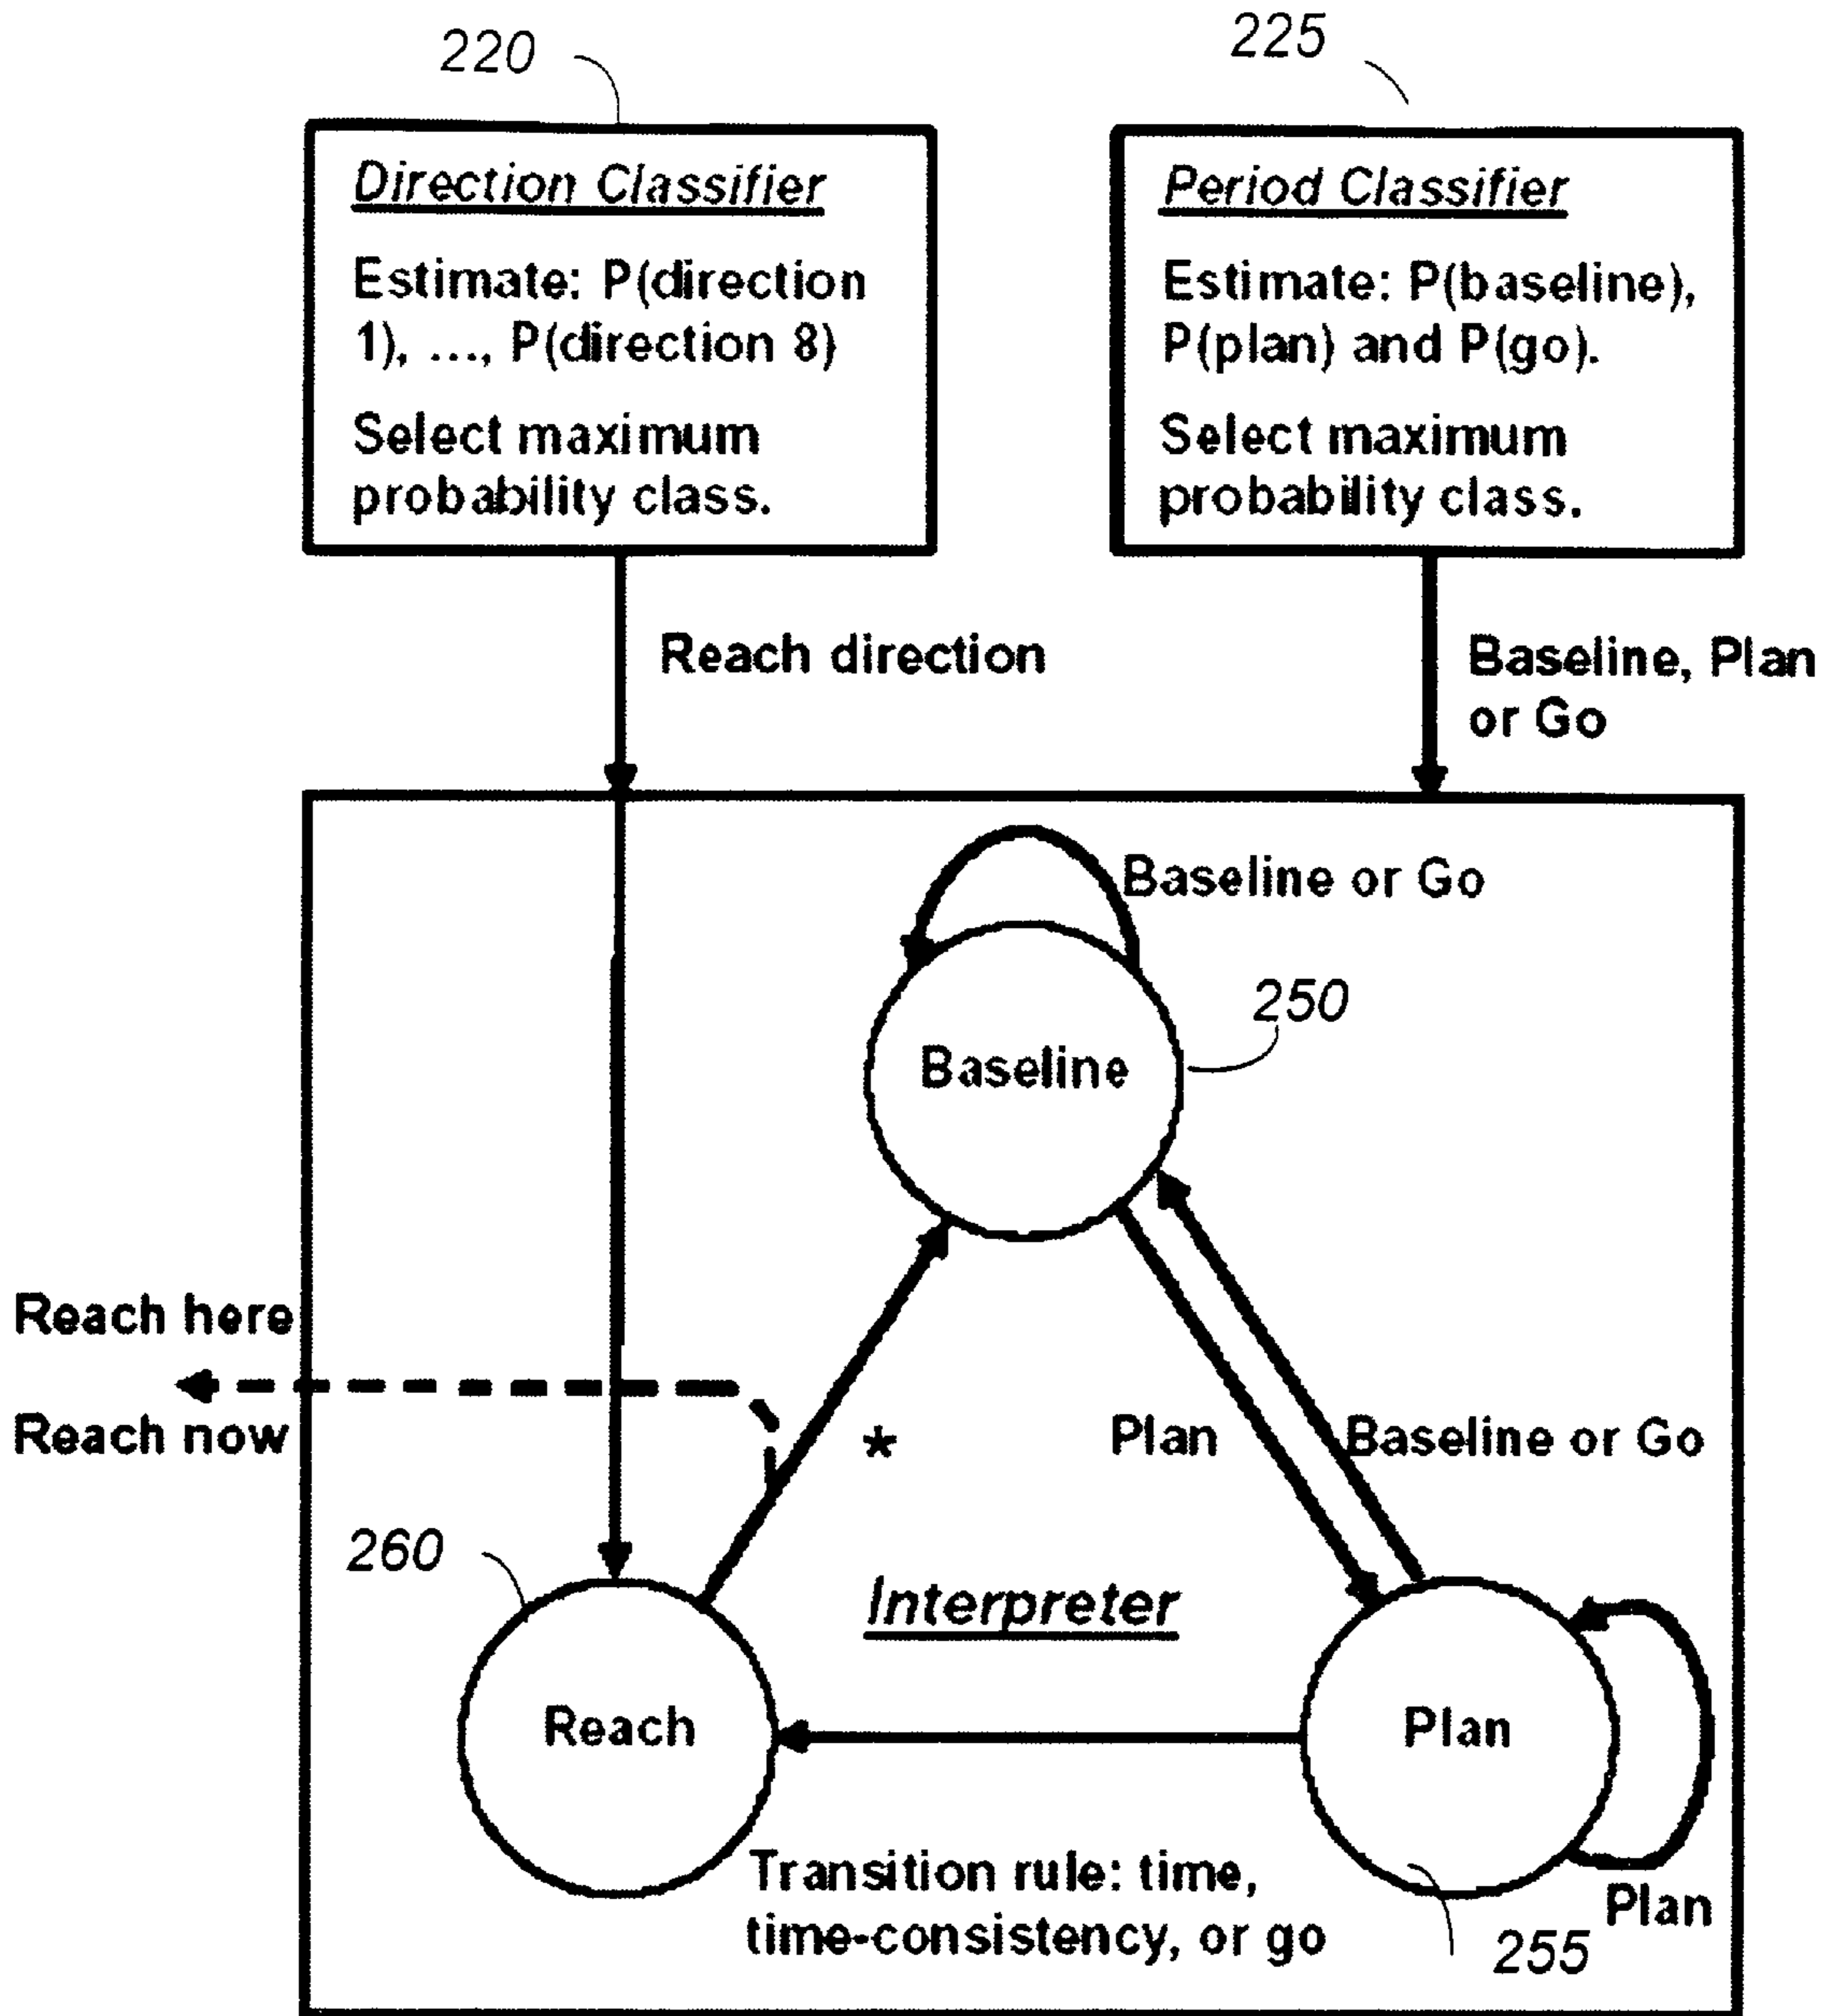 220
225
Direction Classifier
Estimate: P(direction
1), ..., P(direction 8)
Select maximum
probability class.
Period Classifier
Estimate: P(baseline),
P(plan) and P(go).
Select maximum
probability class.
Reach direction
Baseline, Plan
or Go
Baseline or Go
250
Baseline
Reach here
Reach now
*
Plan
Baseline or Go
260
Interpreter
Reach
Plan
Transition rule: time,
time-consistency, or go
Plan
255